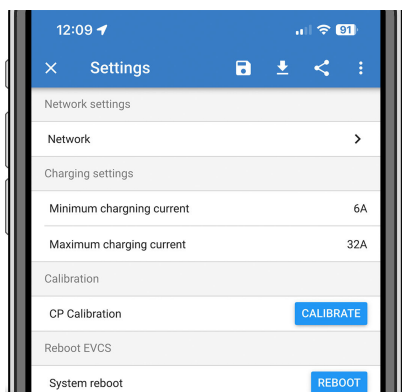 12:09
91
Settings
Network settings
Network
Charging settings
Minimum chargning current 6A
Maximum charging current 32A
Calibration
CP Calibration CALIBRATE
Reboot EVCS
System reboot REBOOT